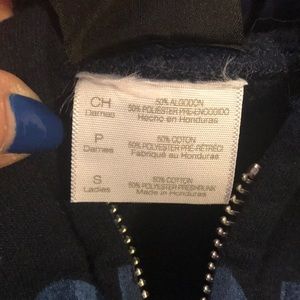 CH
Dames
50% ALGODON
50% POLIESTER PRE-ENCOGIDO
Hecho en Honduras
P
Dames
50% COTON
50% POLYESTER PRÉ-RÉTRÉCI
Fabriqué au Honduras
S
Ladies
50% COTTON
50% POLYESTER PRESHRUNK
Made in Honduras